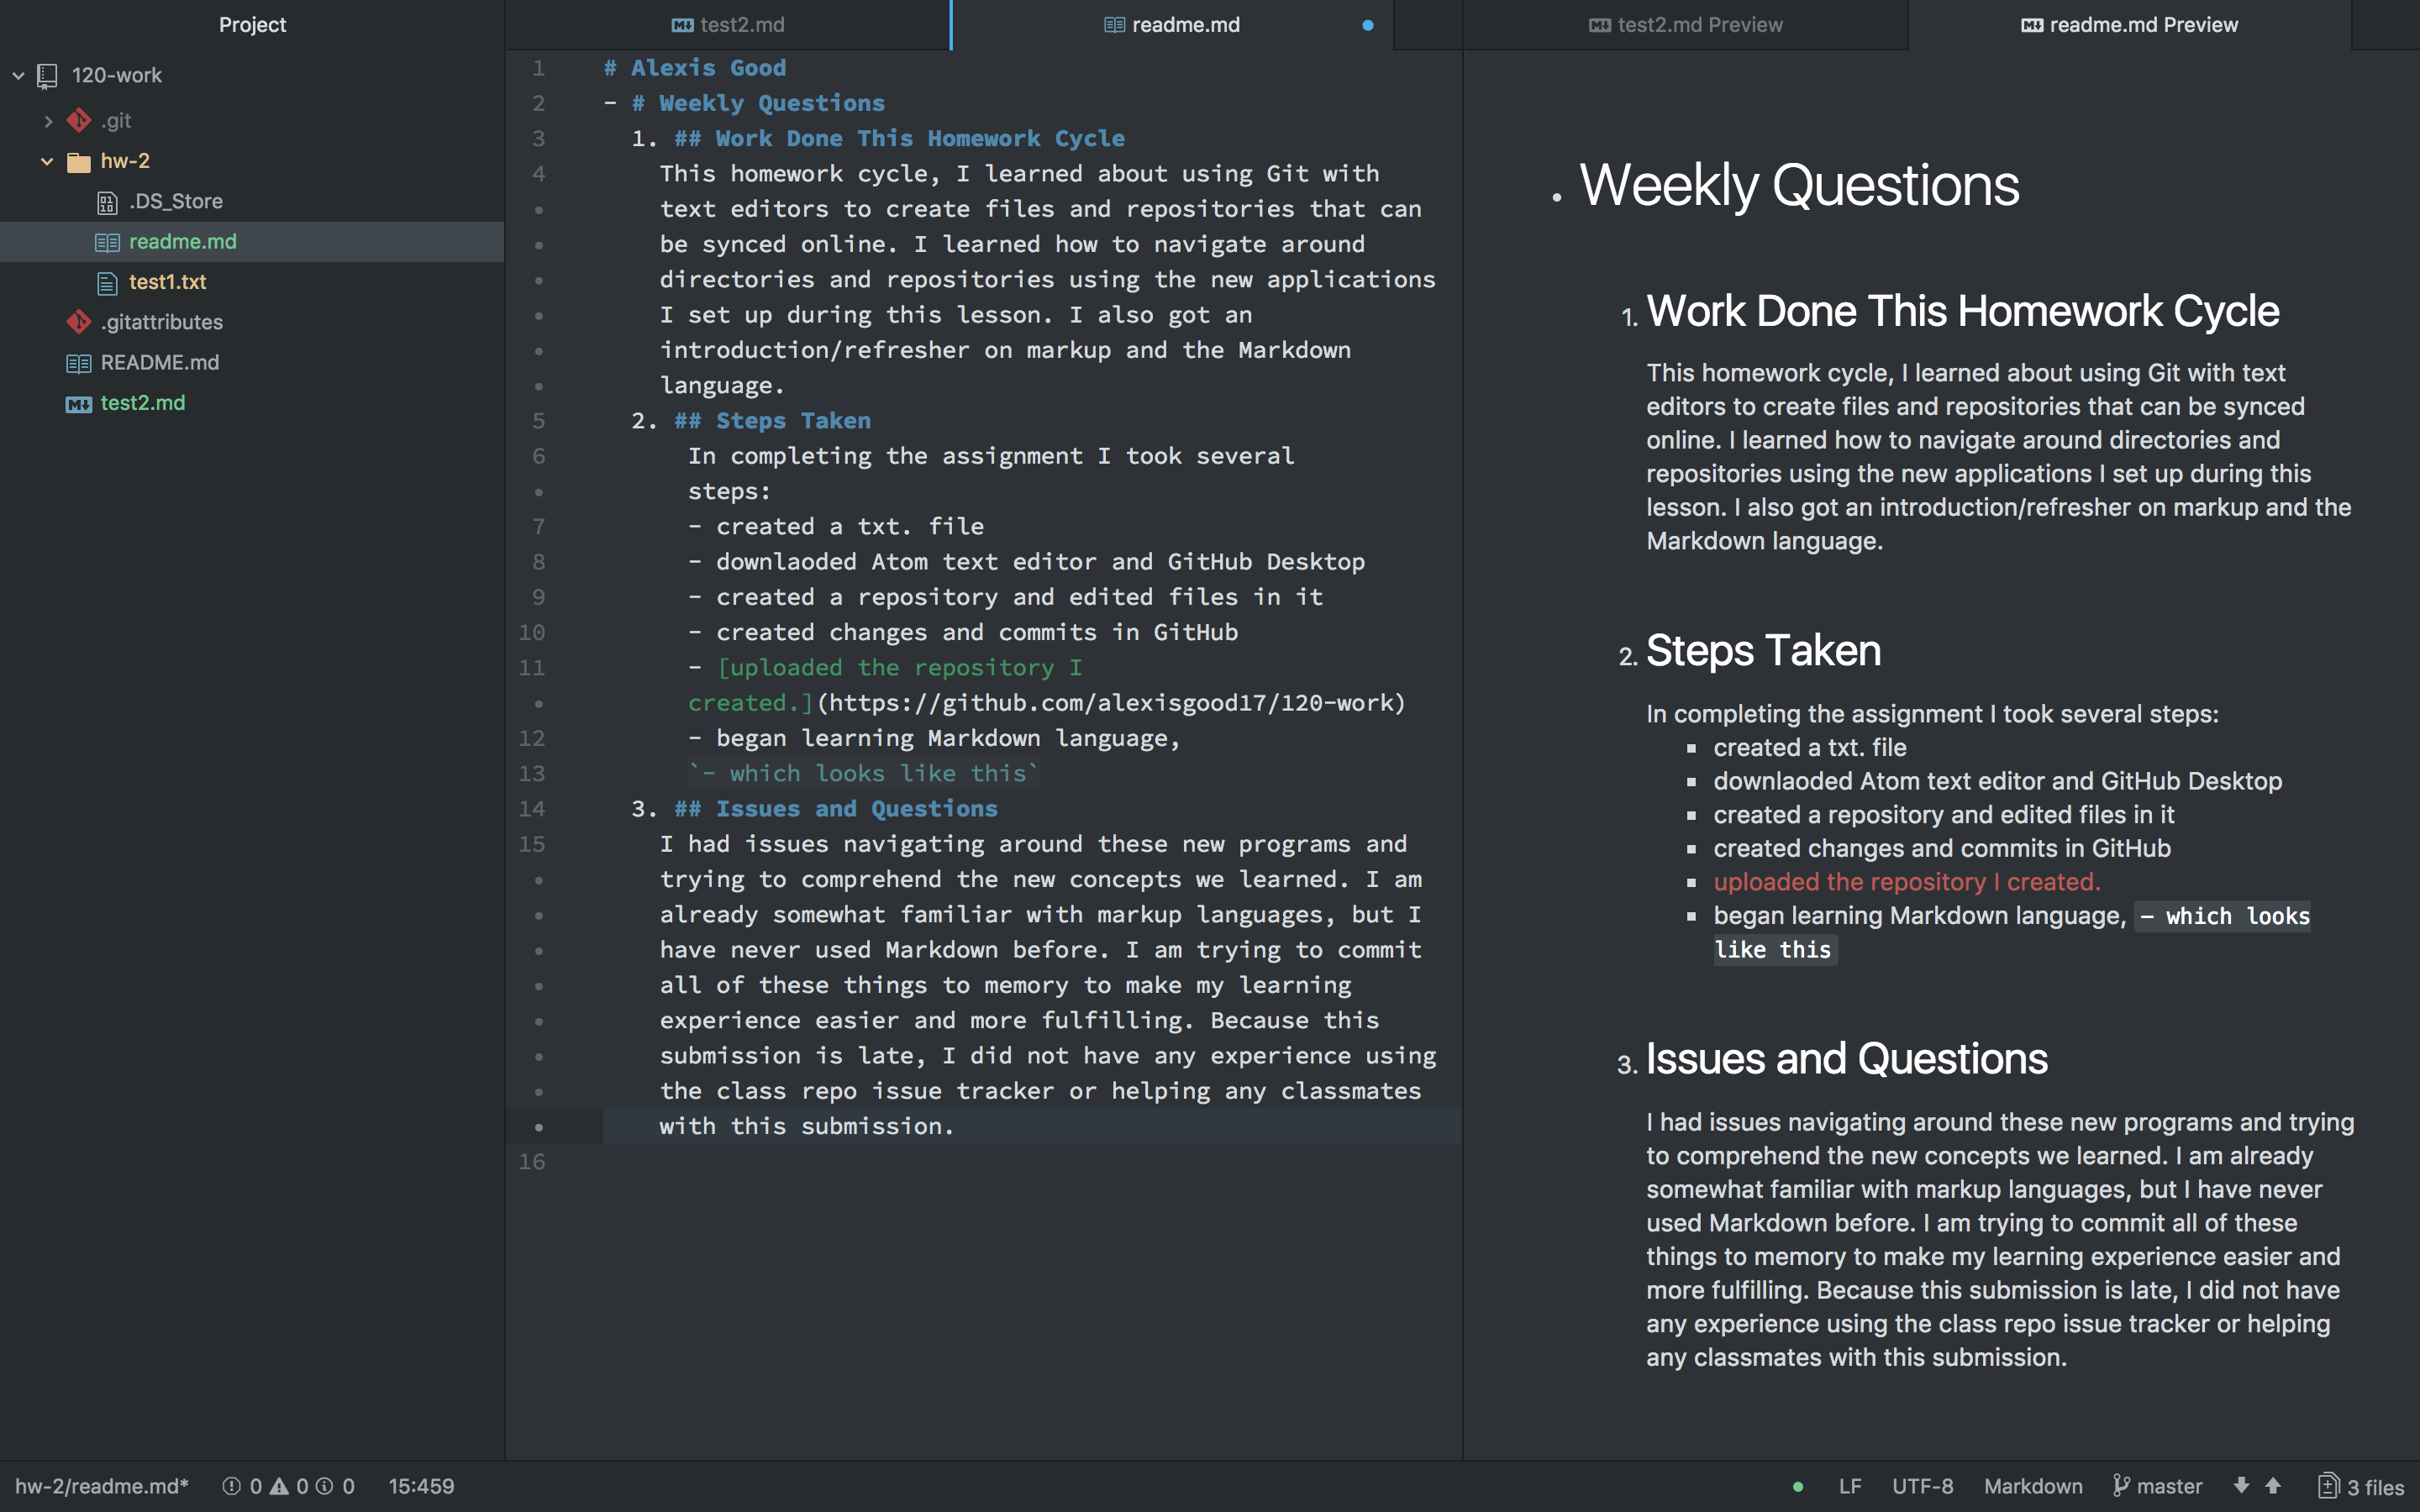 Project
120-work
.git
hw-2
.DS_Store
readme.md
test1.txt
.gitattributes
README.md
test2.md
test2.md
readme.md
1 # Alexis Good
2 - # Weekly Questions
3 1. ## Work Done This Homework Cycle
4 This homework cycle, I learned about using Git with
• text editors to create files and repositories that can
• be synced online. I learned how to navigate around
• directories and repositories using the new applications
• I set up during this lesson. I also got an
• introduction/refresher on markup and the Markdown
• language.
5 2. ## Steps Taken
6 In completing the assignment I took several
• steps:
7 - created a txt. file
8 - downlaoded Atom text editor and GitHub Desktop
9 - created a repository and edited files in it
10 - created changes and commits in GitHub
11 - [uploaded the repository I
• created.](https://github.com/alexisgood17/120-work)
12 - began learning Markdown language,
13 `- which looks like this`
14 3. ## Issues and Questions
15 I had issues navigating around these new programs and
• trying to comprehend the new concepts we learned. I am
• already somewhat familiar with markup languages, but I
• have never used Markdown before. I am trying to commit
• all of these things to memory to make my learning
• experience easier and more fulfilling. Because this
• submission is late, I did not have any experience using
• the class repo issue tracker or helping any classmates
• with this submission.
16
test2.md Preview
readme.md Preview
• Weekly Questions
1. Work Done This Homework Cycle
This homework cycle, I learned about using Git with text
editors to create files and repositories that can be synced
online. I learned how to navigate around directories and
repositories using the new applications I set up during this
lesson. I also got an introduction/refresher on markup and the
Markdown language.
2. Steps Taken
In completing the assignment I took several steps:
▪ created a txt. file
▪ downlaoded Atom text editor and GitHub Desktop
▪ created a repository and edited files in it
▪ created changes and commits in GitHub
▪ uploaded the repository I created.
▪ began learning Markdown language, - which looks
like this
3. Issues and Questions
I had issues navigating around these new programs and trying
to comprehend the new concepts we learned. I am already
somewhat familiar with markup languages, but I have never
used Markdown before. I am trying to commit all of these
things to memory to make my learning experience easier and
more fulfilling. Because this submission is late, I did not have
any experience using the class repo issue tracker or helping
any classmates with this submission.
hw-2/readme.md* 0 0 0 15:459 LF UTF-8 Markdown master 3 files